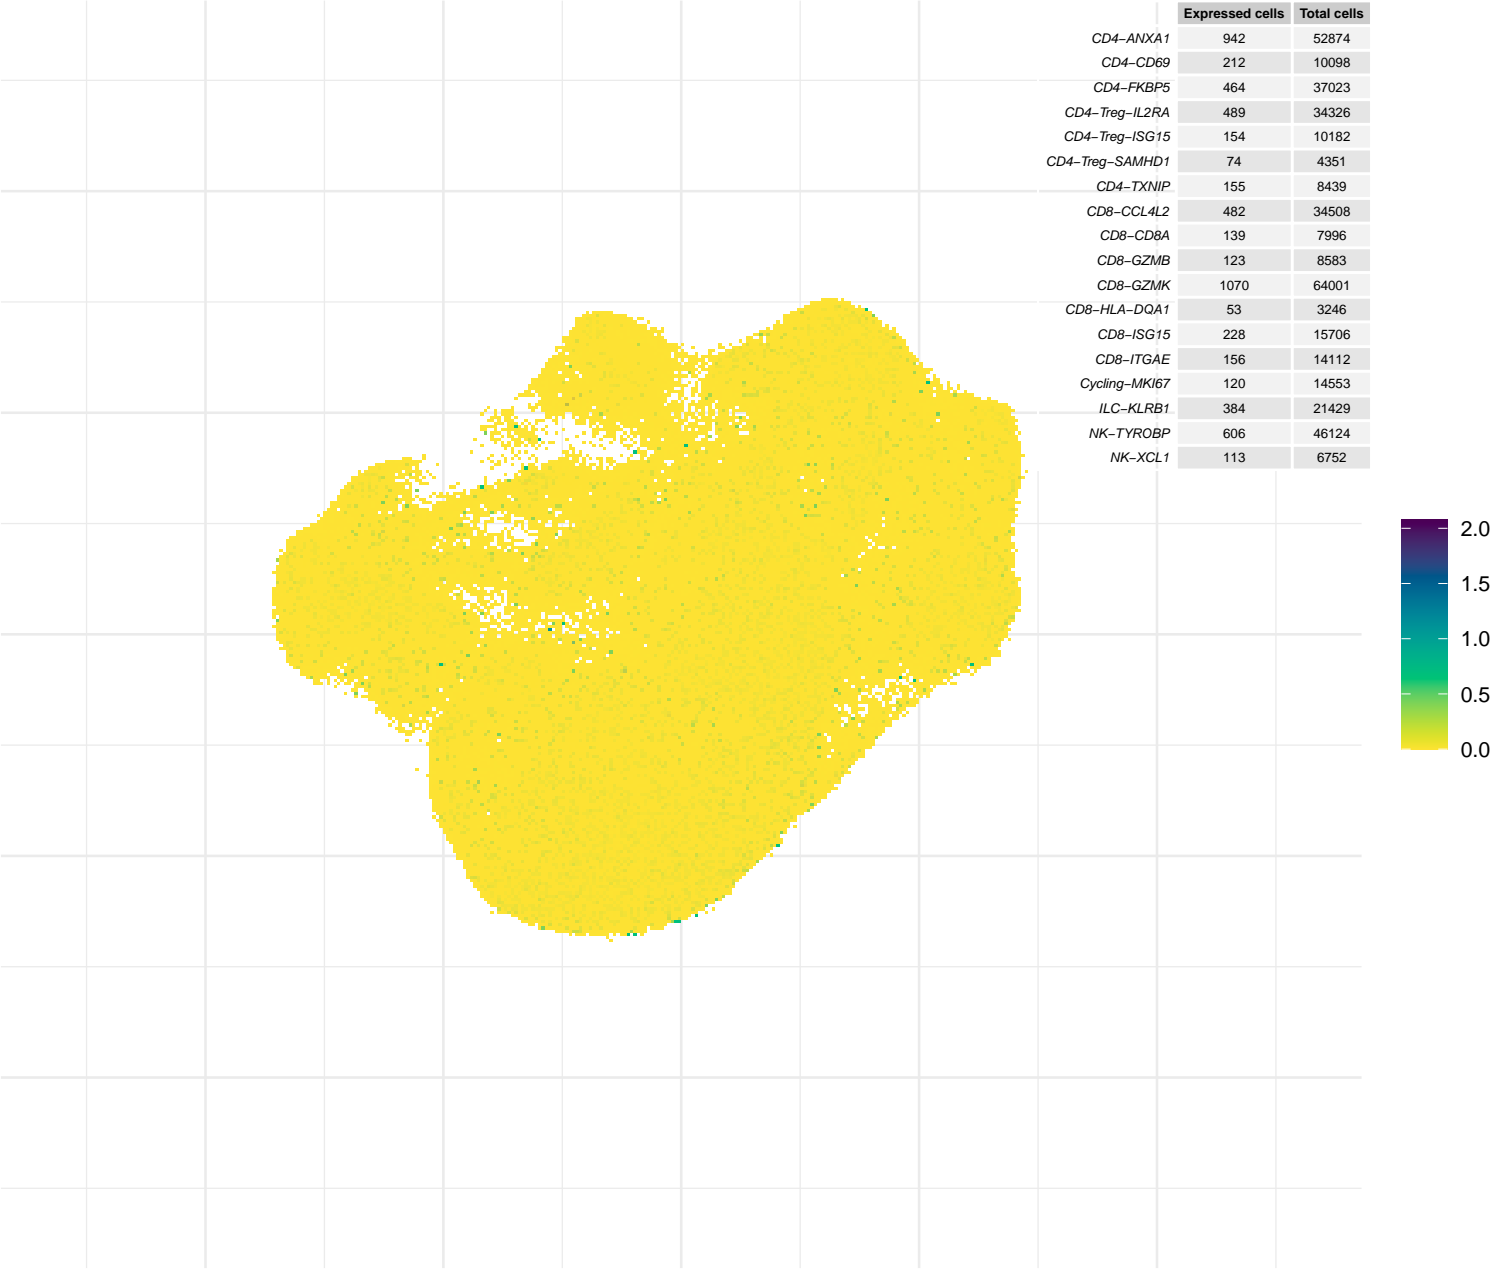 Expressed cells Total cells
CD4−ANXA1 942 52874
CD4−CD69 212 10098
CD4−FKBP5 464 37023
CD4−Treg−IL2RA 489 34326
CD4−Treg−ISG15 154 10182
CD4−Treg−SAMHD1 74 4351
CD4−TXNIP 155 8439
CD8−CCL4L2 482 34508
CD8−CD8A 139 7996
CD8−GZMB 123 8583
CD8−GZMK 1070 64001
CD8−HLA−DQA1 53 3246
CD8−ISG15 228 15706
CD8−ITGAE 156 14112
Cycling−MKI67 120 14553
ILC−KLRB1 384 21429
NK−TYROBP 606 46124
NK−XCL1 113 6752
2.0
1.5
1.0
0.5
0.0